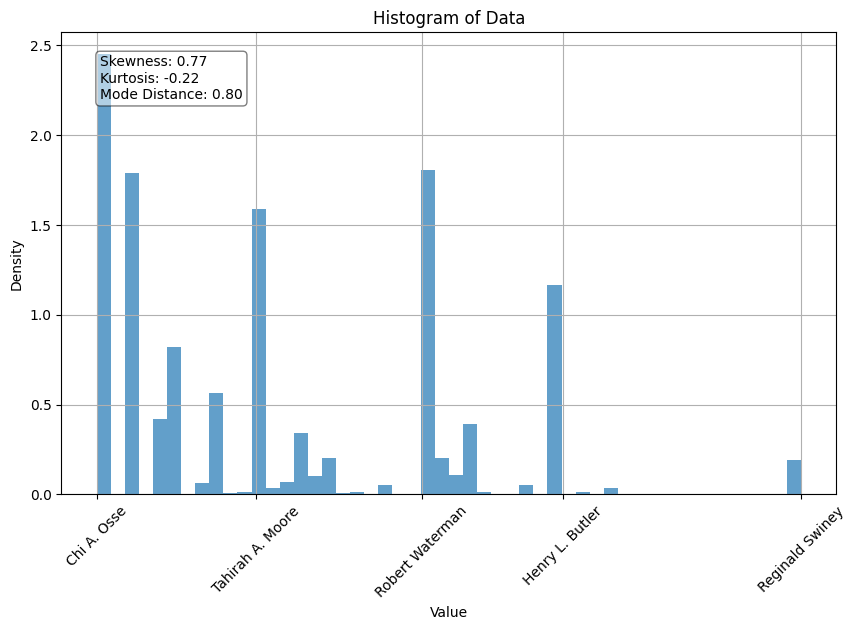 Histogram of Data
Skewness: 0.77
Kurtosis: -0.22
Mode Distance: 0.80
Density
2.5
2.0
1.5
1.0
0.5
0.0
Chi A. Osse
Tahirah A. Moore
Robert Waterman
Henry L. Butler
Reginald Swiney
Value